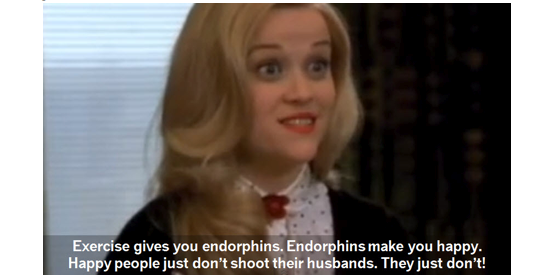 Exercise gives you endorphins. Endorphins make you happy.
Happy people just don't shoot their husbands. They just don't!